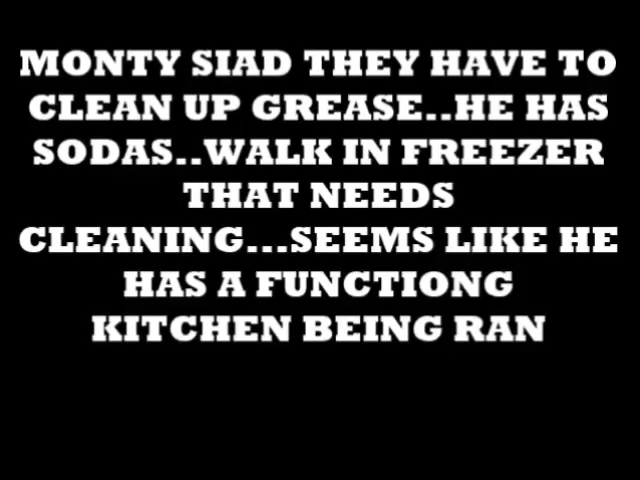 MONTY SIAD THEY HAVE TO
CLEAN UP GREASE..HE HAS
SODAS..WALK IN FREEZER
THAT NEEDS
CLEANING...SEEMS LIKE HE
HAS A FUNCTIONG
KITCHEN BEING RAN